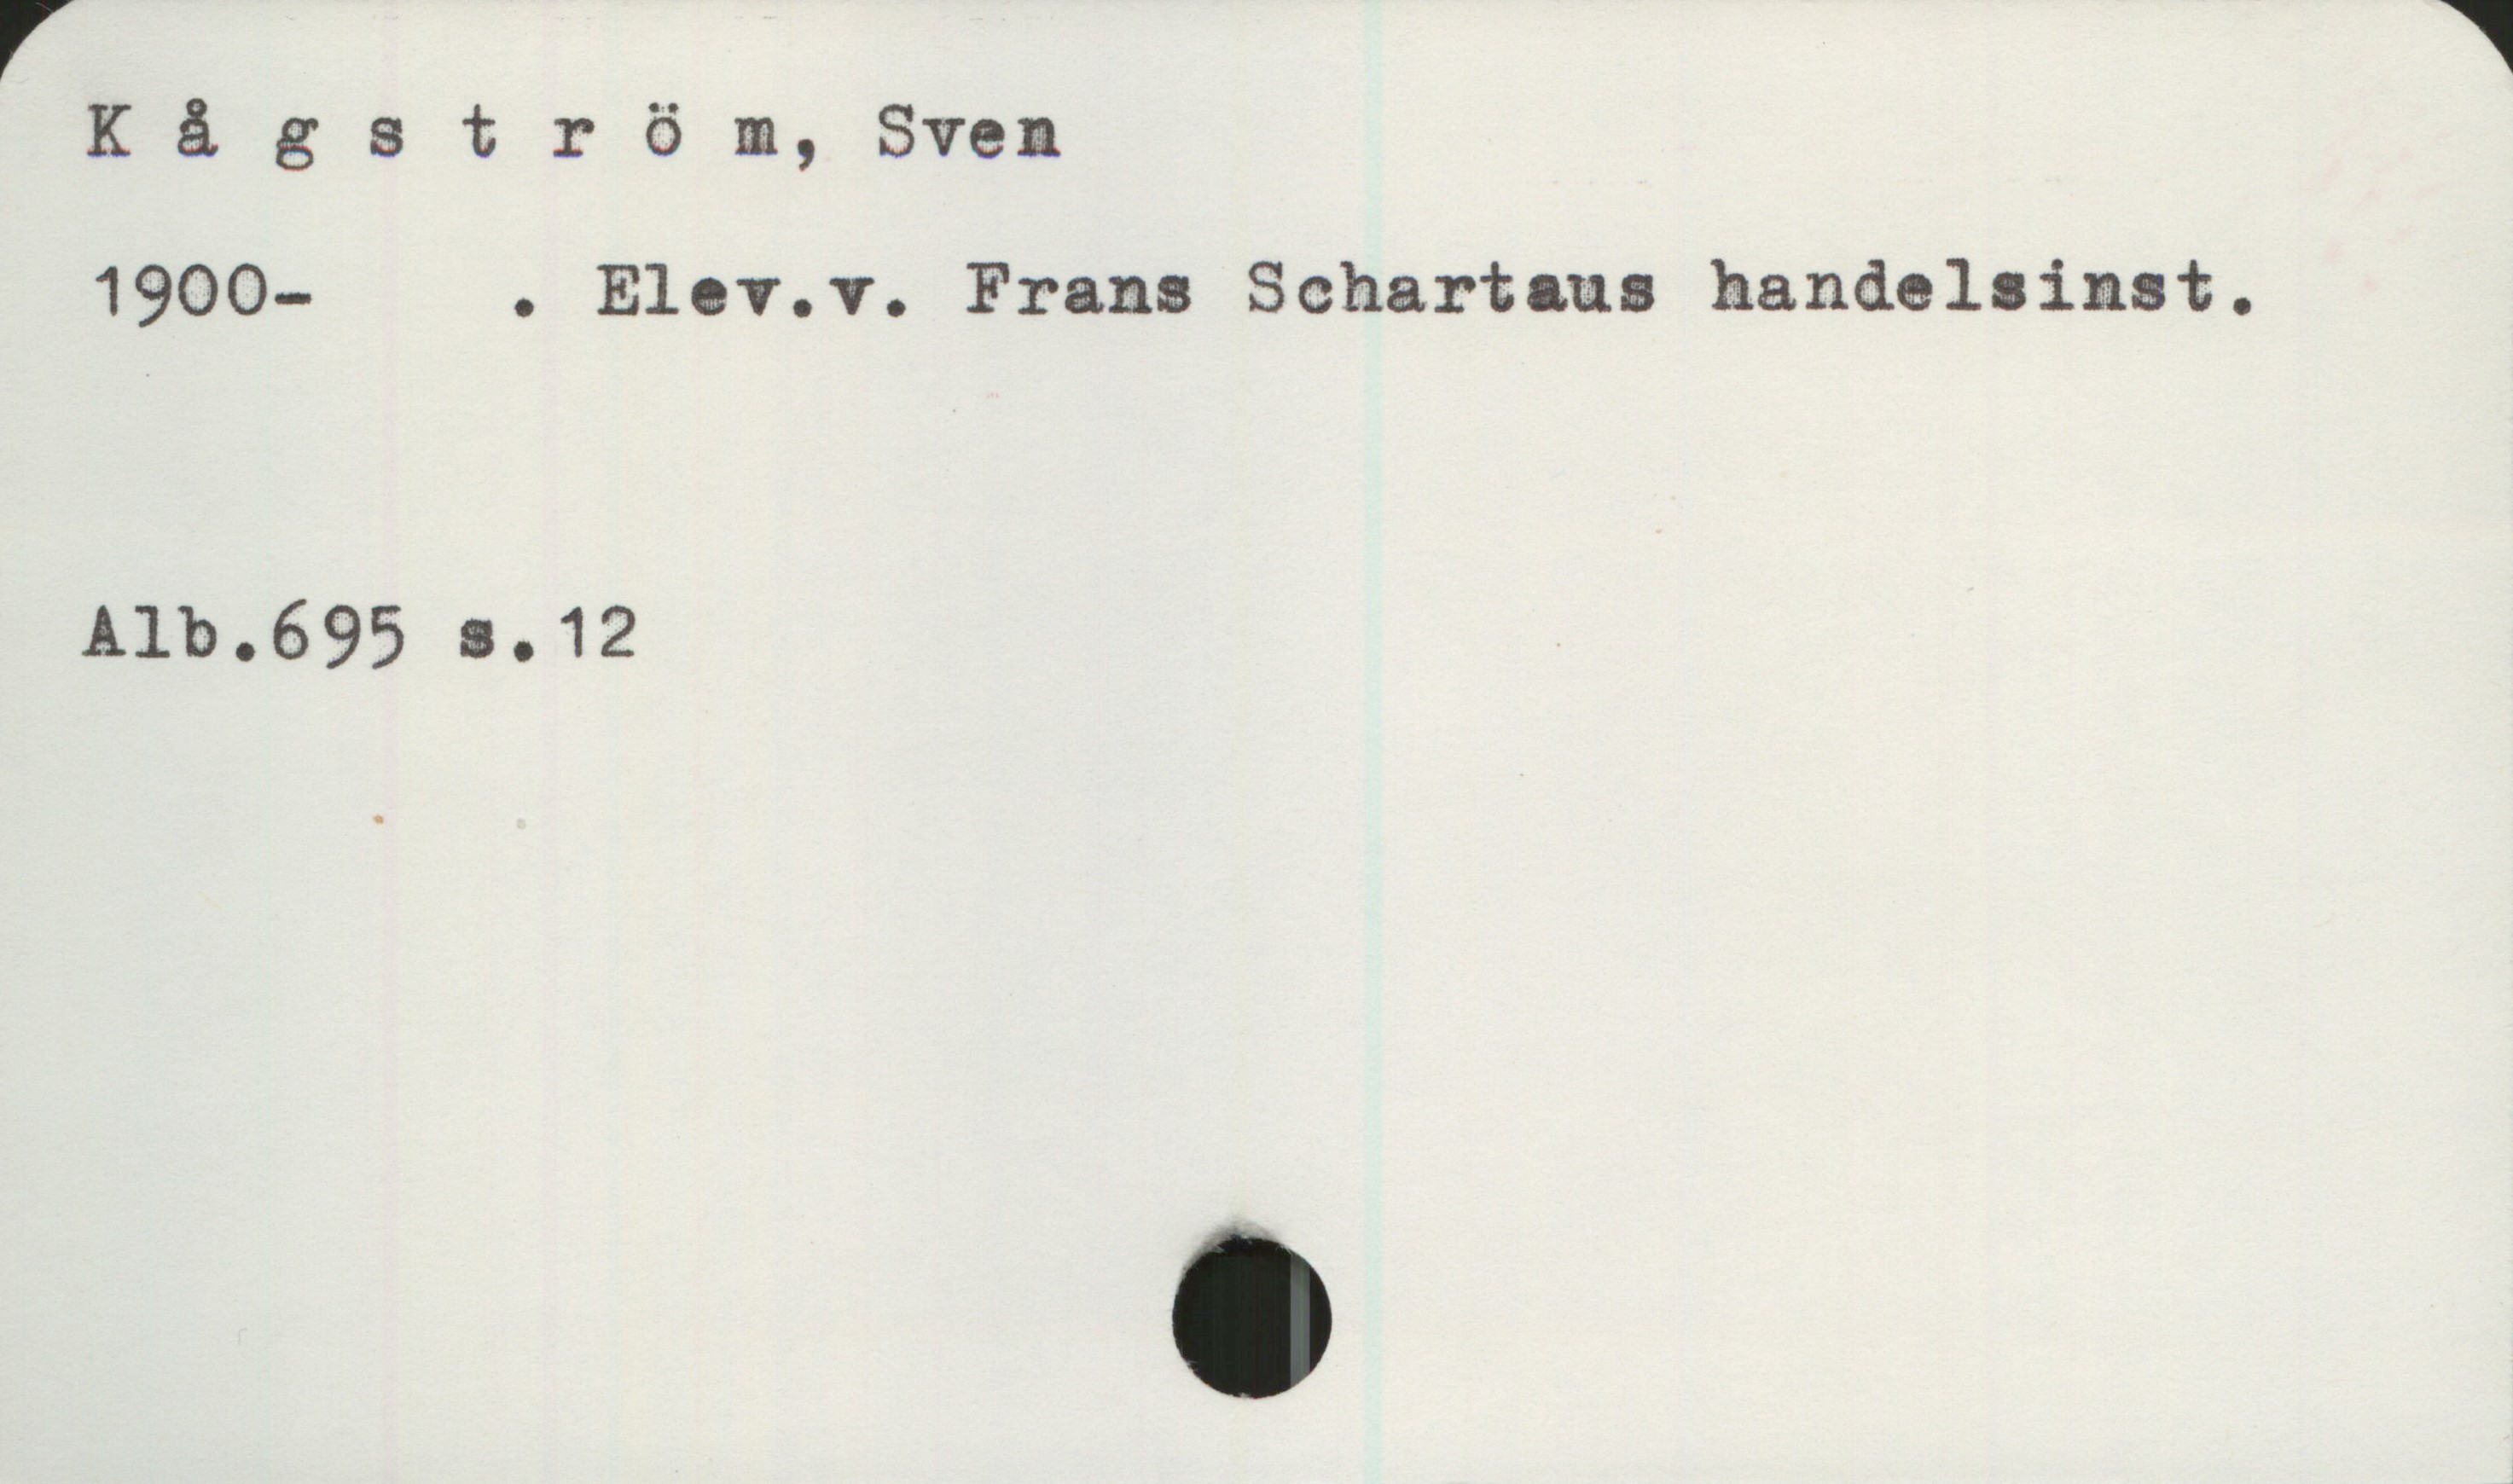 K å g s t r ö m, Sven
1900-    . Elev.v. Frans Schartaus handelsinst.
Alb.695 s.12